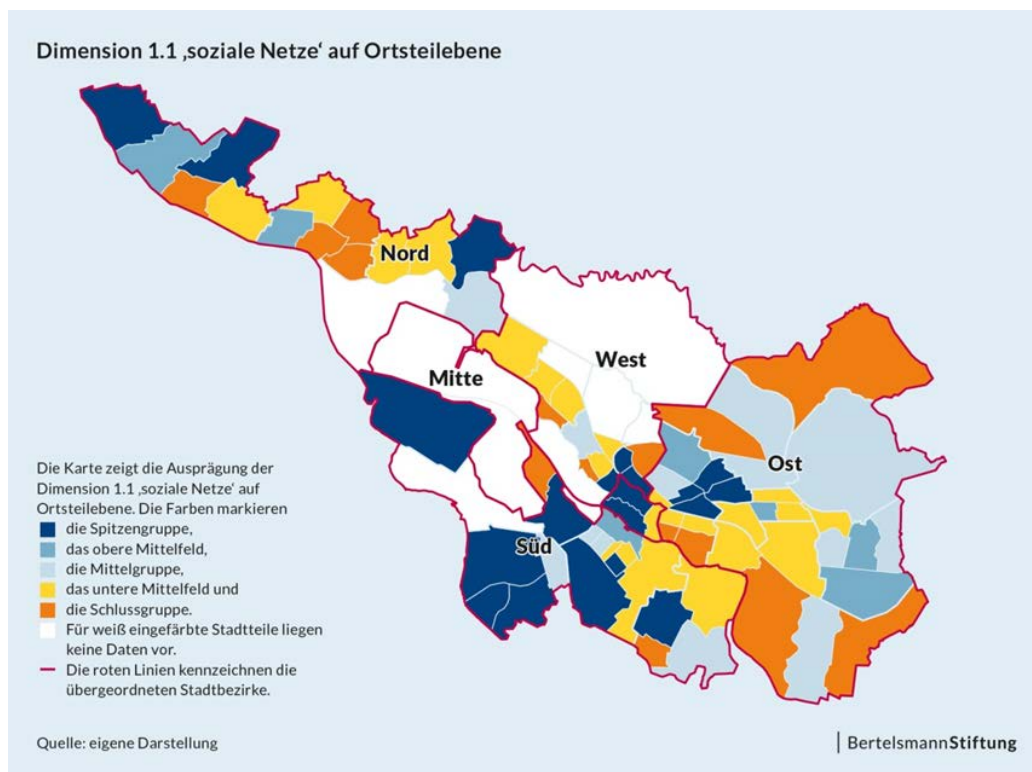 Dimension 1.1 ‚soziale Netze‘ auf Ortsteilebene
Nord
West
Mitte
Ost
Süd
Die Karte zeigt die Ausprägung der
Dimension 1.1 ‚soziale Netze‘ auf
Ortsteilebene. Die Farben markieren
die Spitzengruppe,
das obere Mittelfeld,
die Mittelgruppe,
das untere Mittelfeld und
die Schlussgruppe.
Für weiß eingefärbte Stadtteile liegen
keine Daten vor.
Die roten Linien kennzeichnen die
übergeordneten Stadtbezirke.
Quelle: eigene Darstellung
BertelsmannStiftung